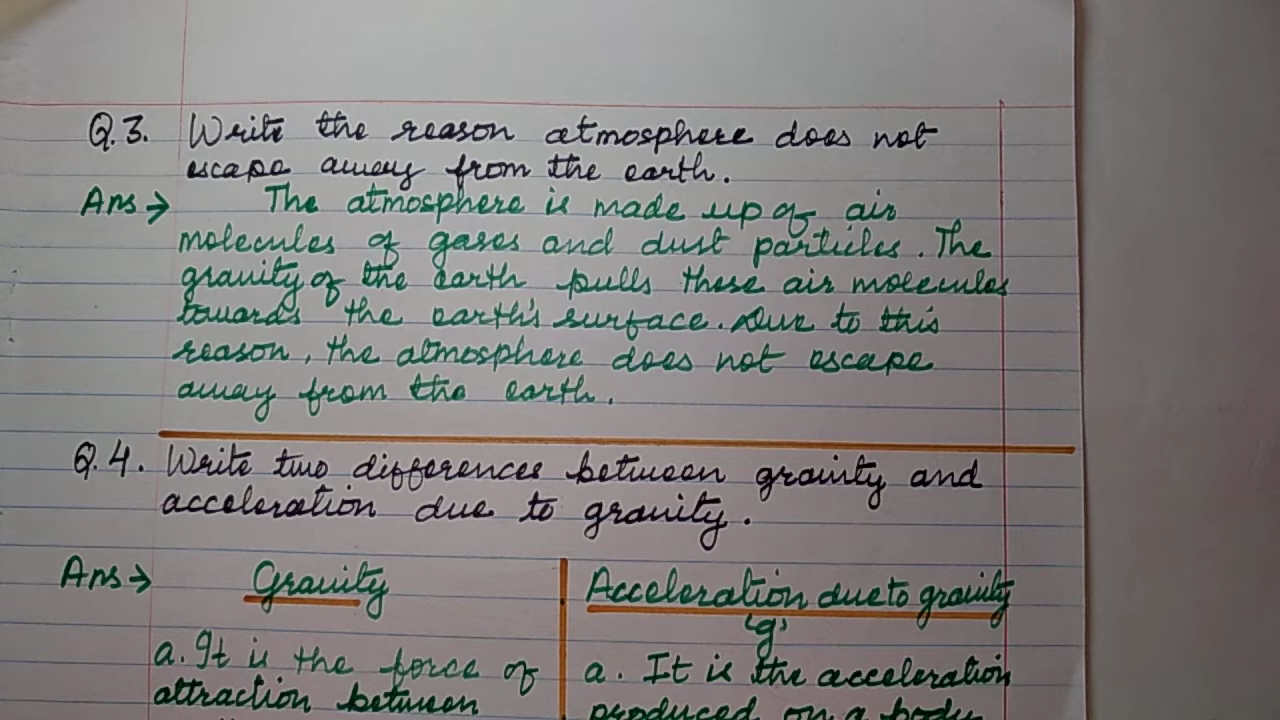 Q.3. Write the reason atmosphere does not
escape away from the earth.
Ans → The atmosphere is made up of air
molecules of gases and dust particles. The
gravity of the earth pulls these air molecules
towards the earth's surface. Due to this
reason, the atmosphere does not escape
away from the earth.
Q.4. Write two differences between gravity and
acceleration due to gravity.
Ans → Gravity
Acceleration due to gravity
'g'
a. It is the force of
attraction between
a. It is the acceleration
produced on a body